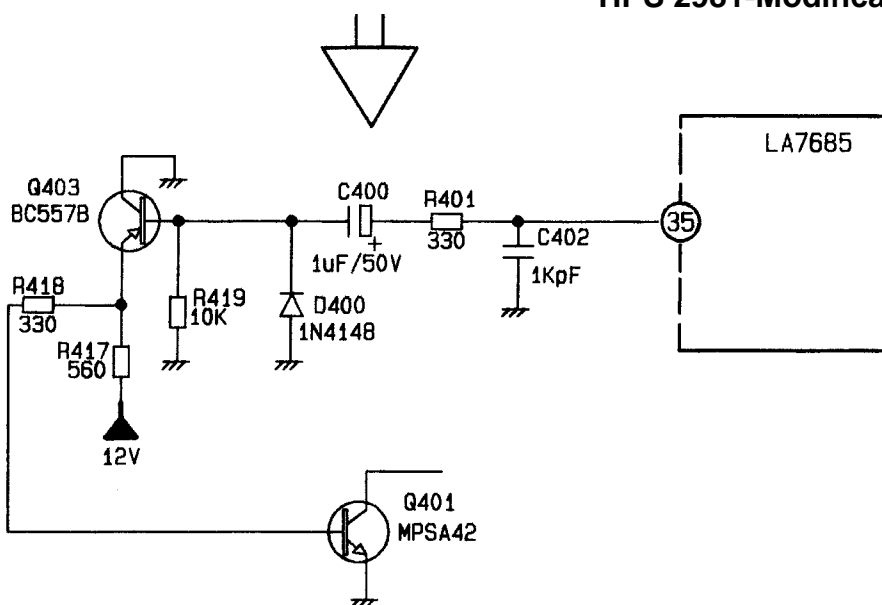 LA7685
35
Q403
BC557B
C400
+
1uF/50V
R401
330
C402
1KpF
R418
330
R419
10K
D400
1N4148
R417
560
12V
Q401
MPSA42